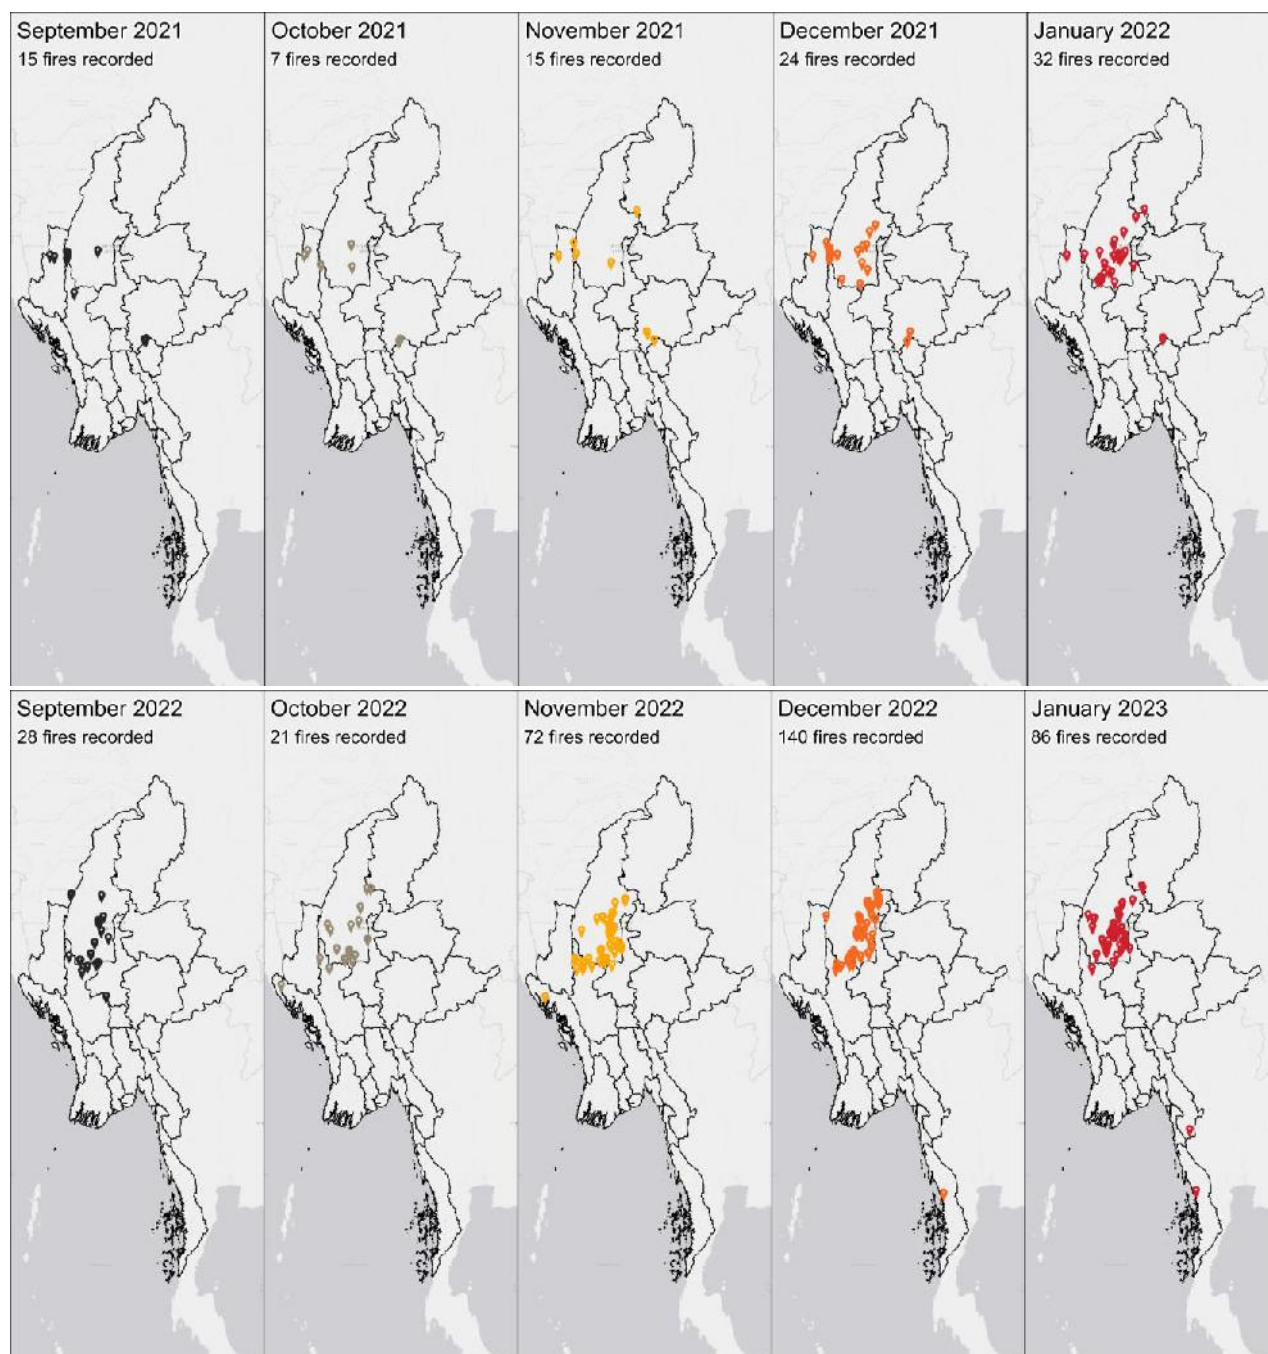 September 2021
15 fires recorded
October 2021
7 fires recorded
November 2021
15 fires recorded
December 2021
24 fires recorded
January 2022
32 fires recorded
September 2022
28 fires recorded
October 2022
21 fires recorded
November 2022
72 fires recorded
December 2022
140 fires recorded
January 2023
86 fires recorded